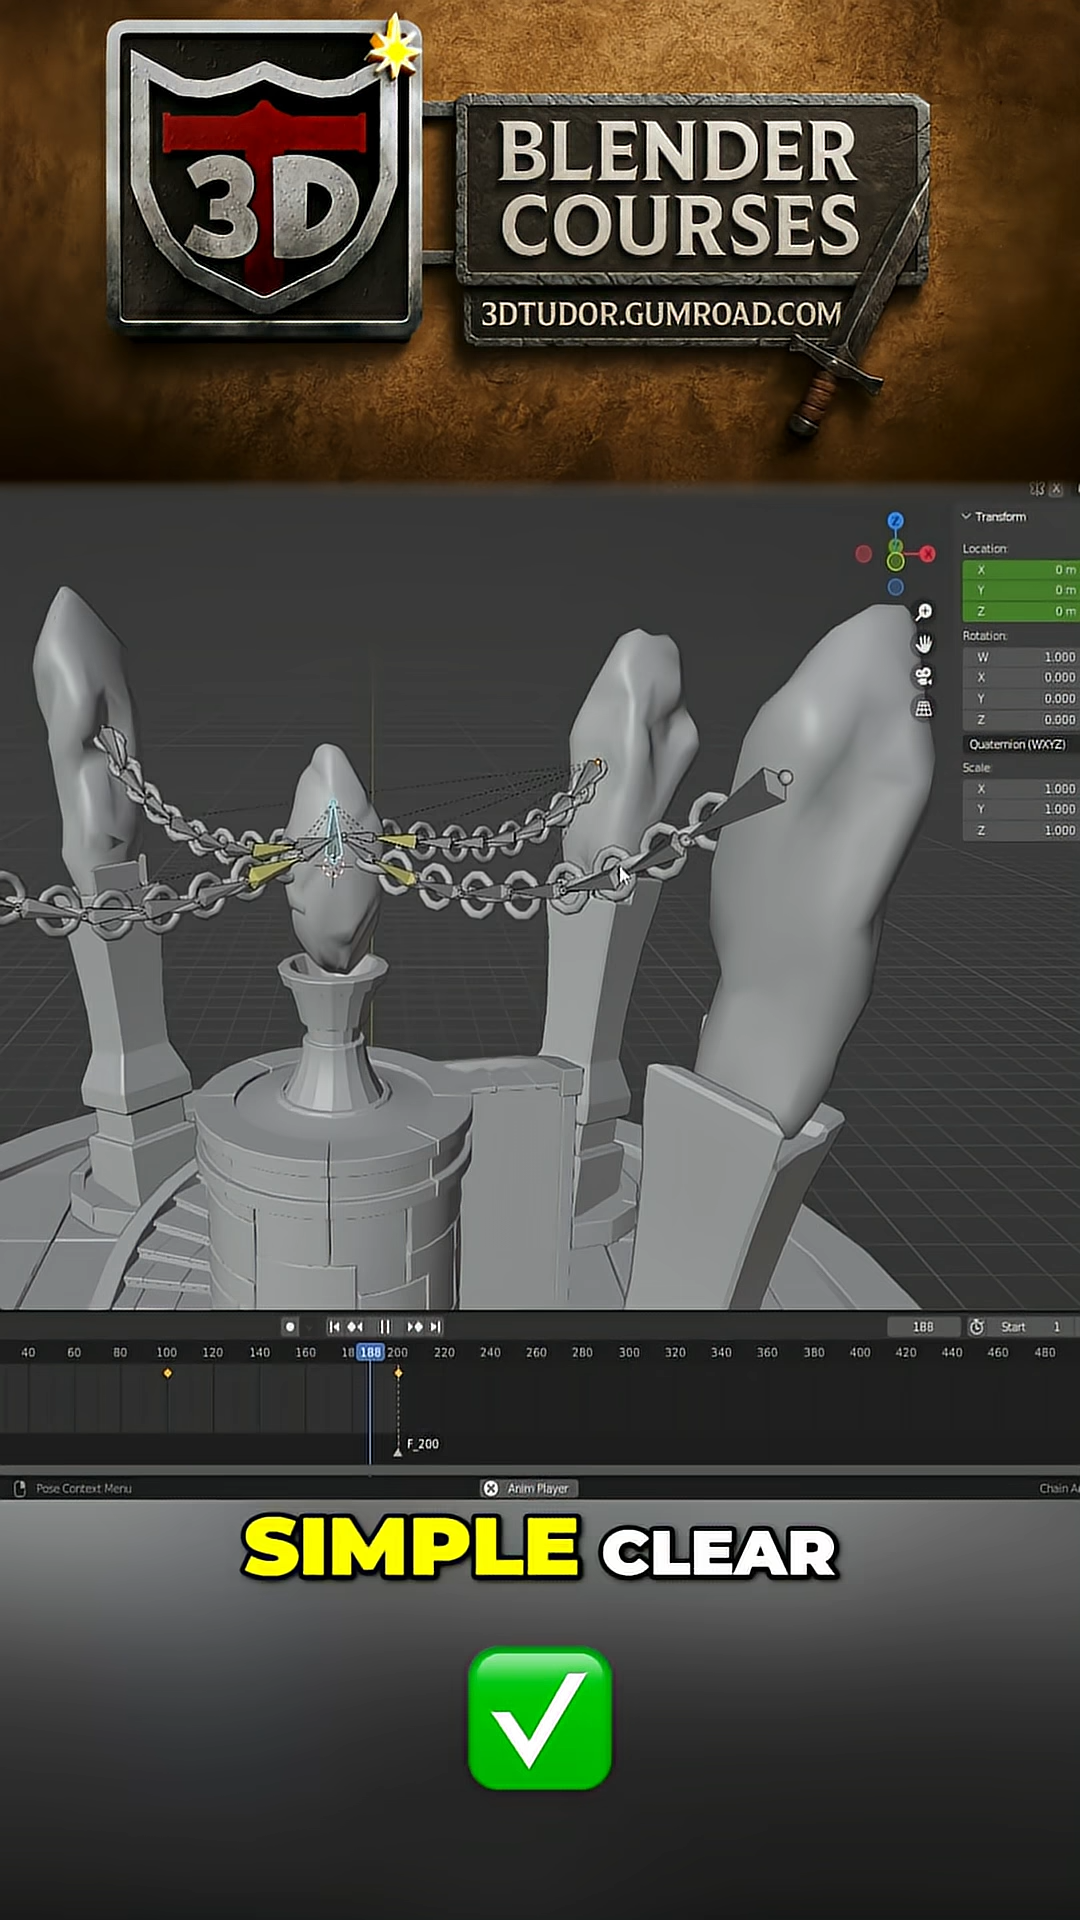 3D
BLENDER
COURSES
3DTUDOR.GUMROAD.COM
Transform
Location:
X 0 m
Y 0 m
Z 0 m
Rotation:
W 1.000
X 0.000
Y 0.000
Z 0.000
Quaternion (WXYZ)
Scale:
X 1.000
Y 1.000
Z 1.000
188 Start 1
40 60 80 100 120 140 160 18 188 200 220 240 260 280 300 320 340 360 380 400 420 440 460 480
F_200
Pose Context Menu Anim Player Chain A
SIMPLE CLEAR